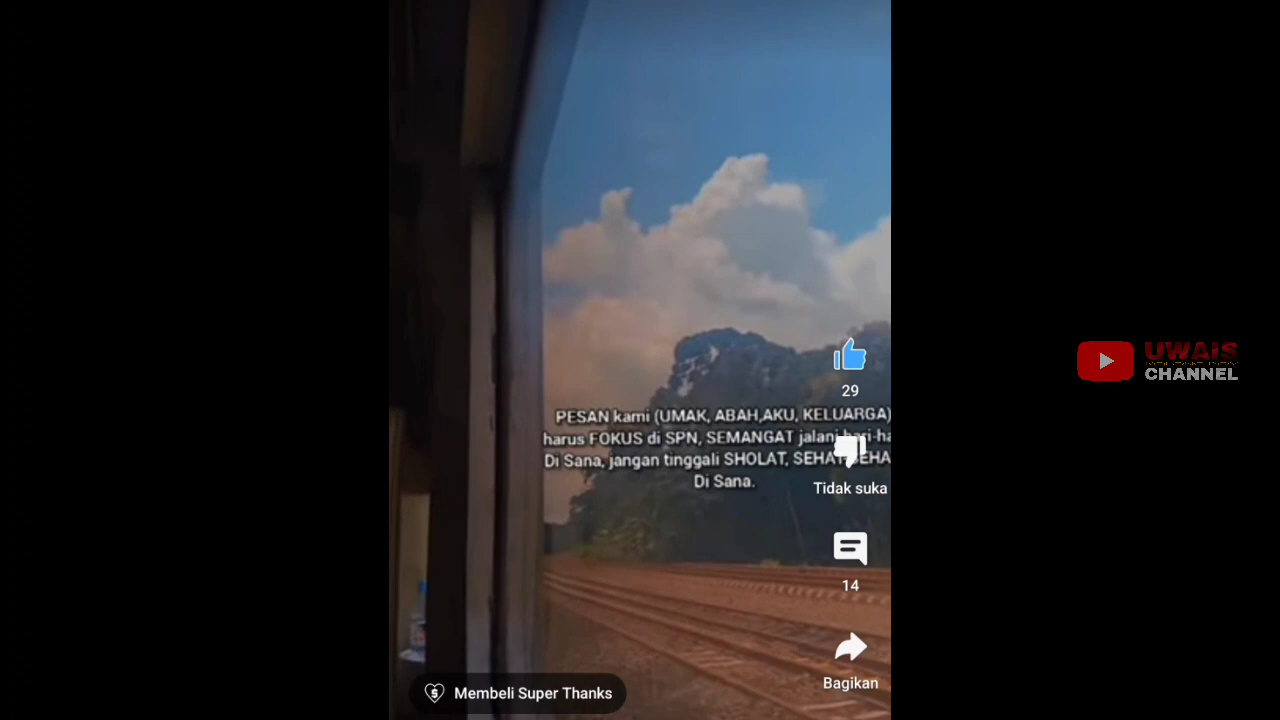 29
PESAN kami (UMAK, ABAH,AKU, KELUARGA)
harus FOKUS di SPN, SEMANGAT jalani
Di Sana, jangan tinggali SHOLAT, SEHAT
Di Sana.
Tidak suka
14
Bagikan
Membeli Super Thanks
UWAIS
CHANNEL